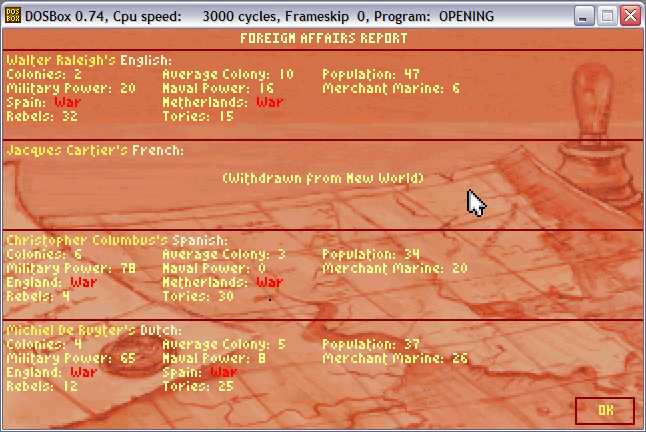 DOS BOX DOSBox 0.74, Cpu speed: 3000 cycles, Frameskip 0, Program: OPENING
FOREIGN AFFAIRS REPORT
Walter Raleigh's English:
Colonies: 2 Average Colony: 10 Population: 47
Military Power: 20 Naval Power: 16 Merchant Marine: 6
Spain: War Netherlands: War
Rebels: 32 Tories: 15
Jacques Cartier's French:
(Withdrawn from New World)
Christopher Columbus's Spanish:
Colonies: 6 Average Colony: 3 Population: 34
Military Power: 78 Naval Power: 0 Merchant Marine: 20
England: War Netherlands: War
Rebels: 4 Tories: 30
Michiel De Ruyter's Dutch:
Colonies: 4 Average Colony: 5 Population: 37
Military Power: 65 Naval Power: 8 Merchant Marine: 26
England: War Spain: War
Rebels: 12 Tories: 25
OK